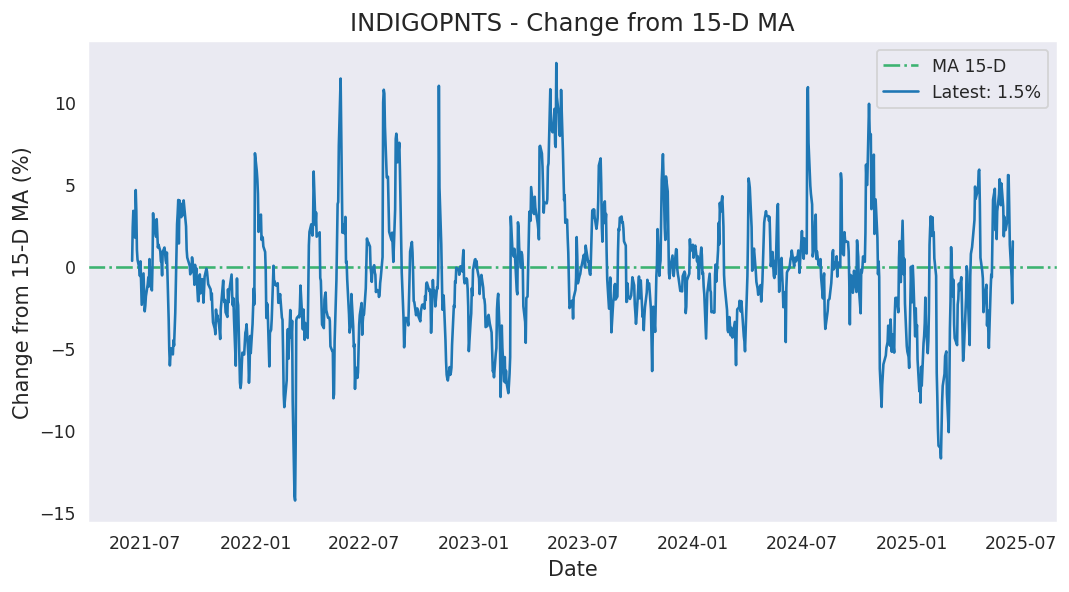 INDIGOPNTS - Change from 15-D MA
MA 15-D
Latest: 1.5%
Change from 15-D MA (%)
10
5
0
−5
−10
−15
2021-07 2022-01 2022-07 2023-01 2023-07 2024-01 2024-07 2025-01 2025-07
Date